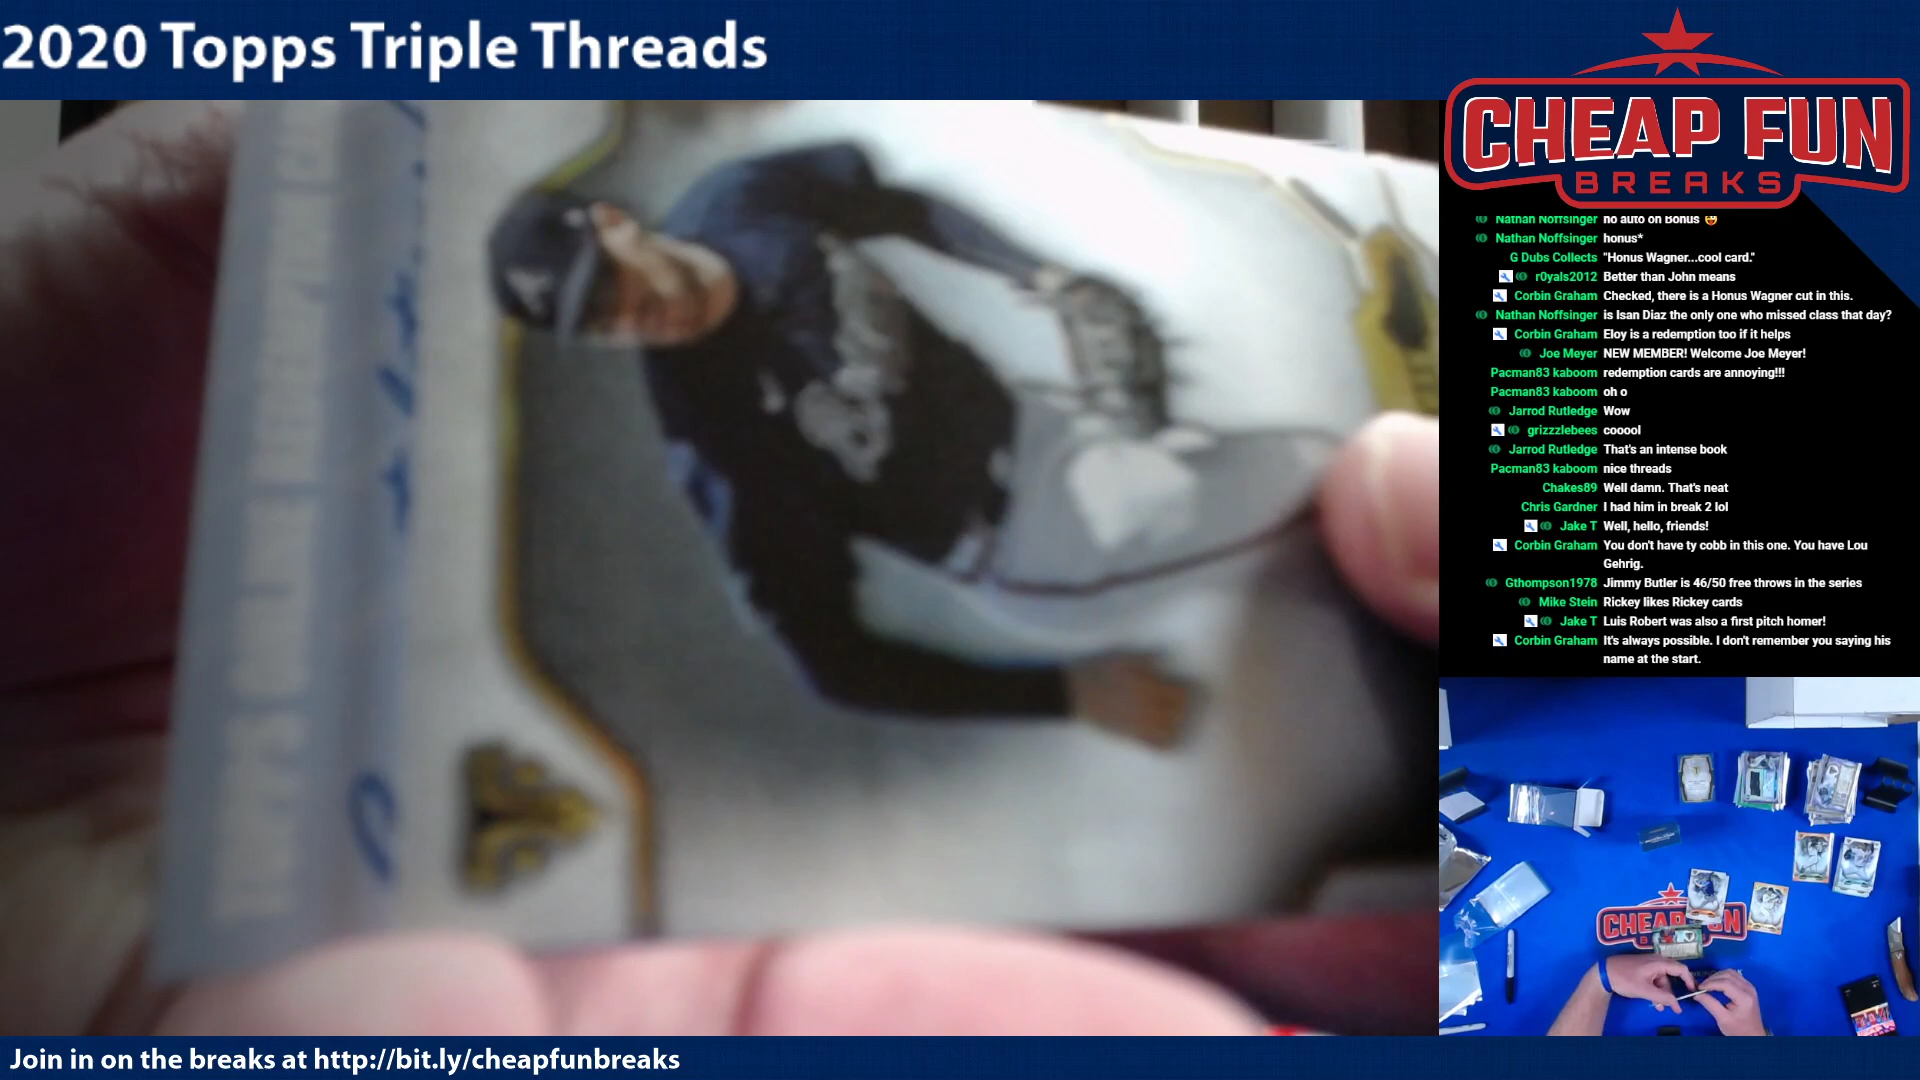 2020 Topps Triple Threads
CHEAP FUN
BREAKS
Nathan Noffsinger no auto on Bonus
Nathan Noffsinger honus*
G Dubs Collects "Honus Wagner...cool card."
r0yals2012 Better than John means
Corbin Graham Checked, there is a Honus Wagner cut in this.
Nathan Noffsinger is Isan Diaz the only one who missed class that day?
Corbin Graham Eloy is a redemption too if it helps
Joe Meyer NEW MEMBER! Welcome Joe Meyer!
Pacman83 kaboom redemption cards are annoying!!!
Pacman83 kaboom oh o
Jarrod Rutledge Wow
grizzzlebees cooool
Jarrod Rutledge That's an intense book
Pacman83 kaboom nice threads
Chakes89 Well damn. That's neat
Chris Gardner I had him in break 2 lol
Jake T Well, hello, friends!
Corbin Graham You don't have ty cobb in this one. You have Lou
Gehrig.
Gthompson1978 Jimmy Butler is 46/50 free throws in the series
Mike Stein Rickey likes Rickey cards
Jake T Luis Robert was also a first pitch homer!
Corbin Graham It's always possible. I don't remember you saying his
name at the start.
CHEAP FUN
Join in on the breaks at http://bit.ly/cheapfunbreaks